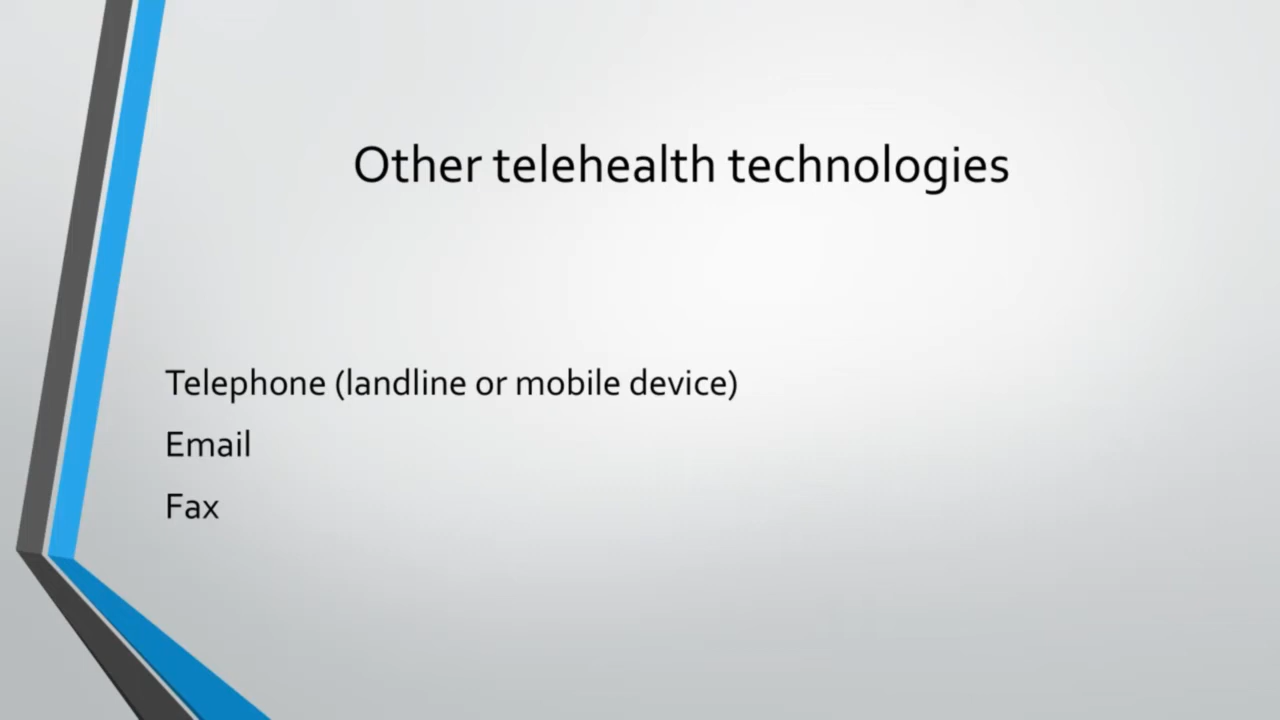 Other telehealth technologies
Telephone (landline or mobile device)
Email
Fax